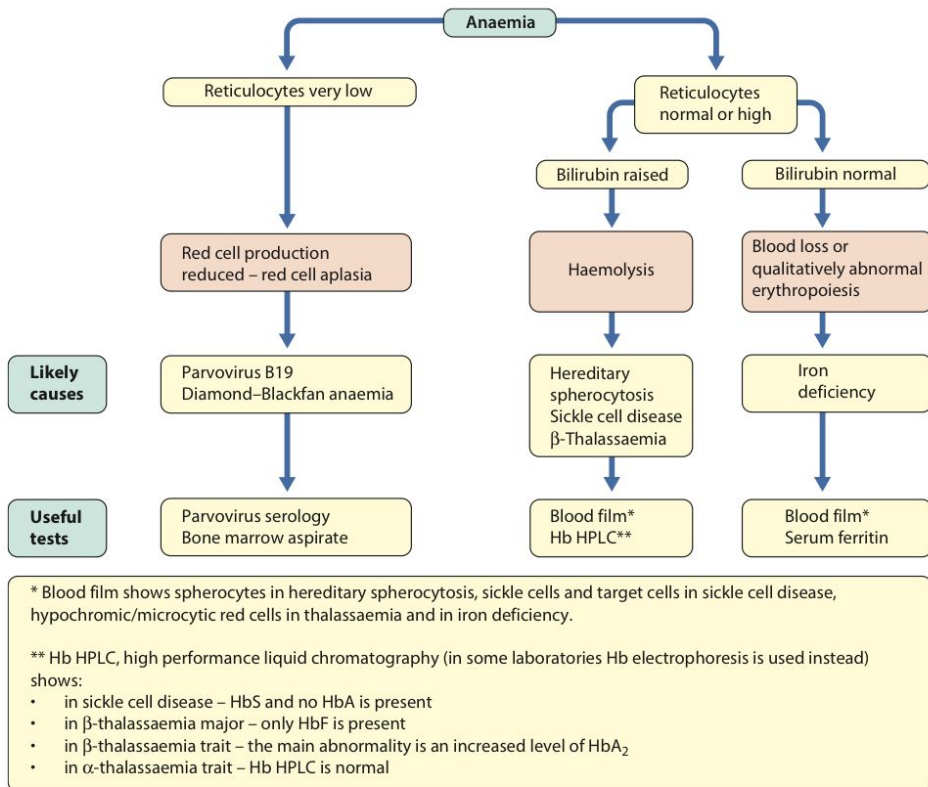 Anaemia
Reticulocytes very low
Reticulocytes
normal or high
Bilirubin raised
Bilirubin normal
Red cell production
reduced – red cell aplasia
Haemolysis
Blood loss or
qualitatively abnormal
erythropoiesis
Likely
causes
Parvovirus B19
Diamond–Blackfan anaemia
Hereditary
spherocytosis
Sickle cell disease
β-Thalassaemia
Iron
deficiency
Useful
tests
Parvovirus serology
Bone marrow aspirate
Blood film*
Hb HPLC**
Blood film*
Serum ferritin
* Blood film shows spherocytes in hereditary spherocytosis, sickle cells and target cells in sickle cell disease,
hypochromic/microcytic red cells in thalassaemia and in iron deficiency.
** Hb HPLC, high performance liquid chromatography (in some laboratories Hb electrophoresis is used instead)
shows:
• in sickle cell disease – HbS and no HbA is present
• in β-thalassaemia major – only HbF is present
• in β-thalassaemia trait – the main abnormality is an increased level of HbA₂
• in α-thalassaemia trait – Hb HPLC is normal